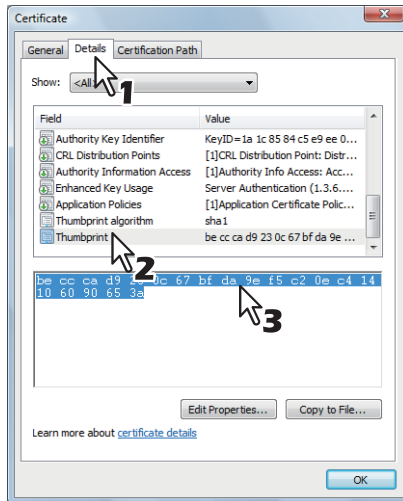 Certificate
General Details Certification Path
Show: <All>
1
Field Value
Authority Key Identifier KeyID=1a 1c 85 84 c5 e9 ee 0...
CRL Distribution Points [1]CRL Distribution Point: Distr...
Authority Information Access [1]Authority Info Access: Acc...
Enhanced Key Usage Server Authentication (1.3.6....
Application Policies [1]Application Certificate Polic...
Thumbprint algorithm sha1
Thumbprint be cc ca d9 23 0c 67 bf da 9e ...
2
be cc ca d9 23 0c 67 bf da 9e f5 c2 0e c4 14
10 60 90 65 3a
3
Edit Properties... Copy to File...
Learn more about certificate details
OK